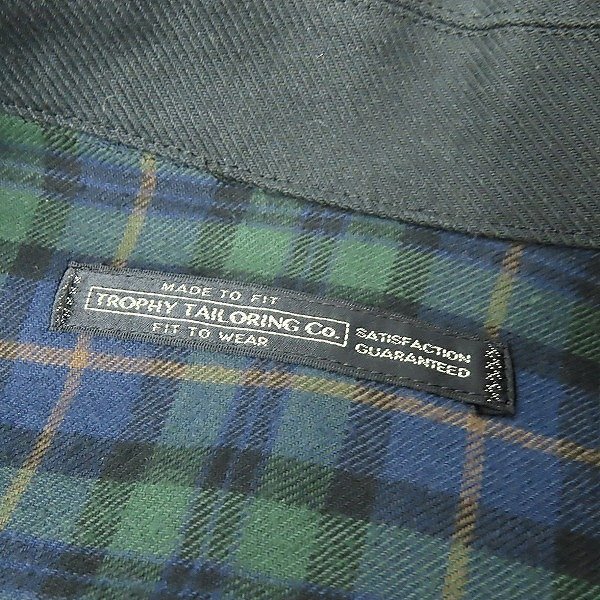 MADE TO FIT
TROPHY TAILORING Co.
FIT TO WEAR
SATISFACTION
GUARANTEED